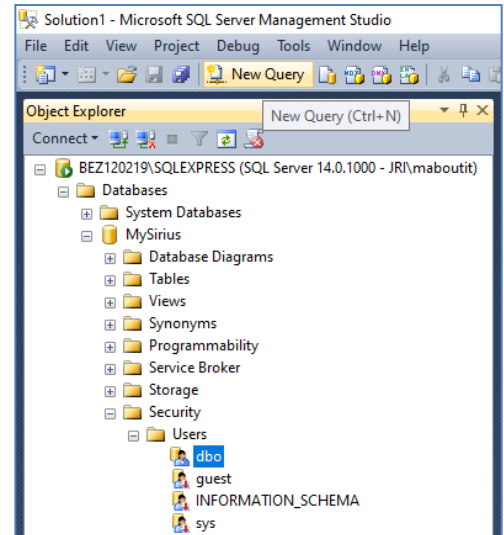 Solution1 - Microsoft SQL Server Management Studio
File Edit View Project Debug Tools Window Help
New Query
Object Explorer
New Query (Ctrl+N)
Connect
BEZ120219\SQLEXPRESS (SQL Server 14.0.1000 - JRI\maboutit)
Databases
System Databases
MySirius
Database Diagrams
Tables
Views
Synonyms
Programmability
Service Broker
Storage
Security
Users
dbo
guest
INFORMATION_SCHEMA
sys